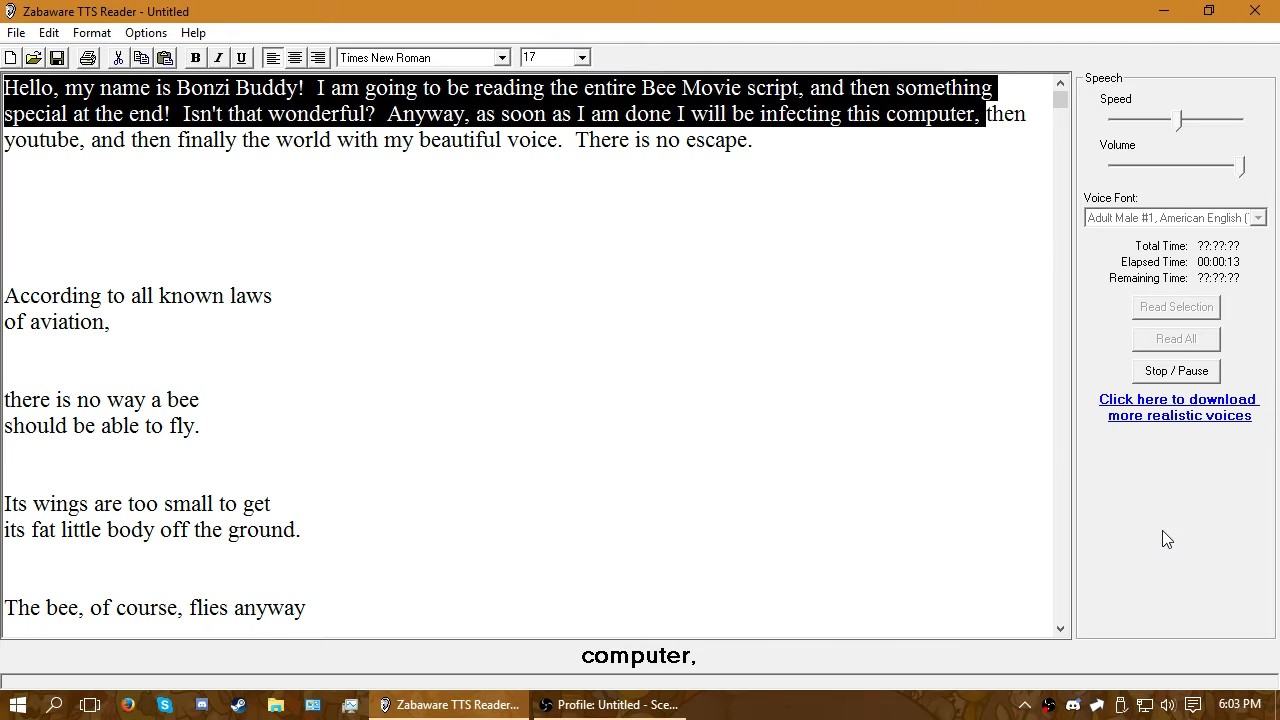 Zabaware TTS Reader - Untitled
File Edit Format Options Help
B I U Times New Roman 17
Hello, my name is Bonzi Buddy!  I am going to be reading the entire Bee Movie script, and then something
special at the end!  Isn't that wonderful?  Anyway, as soon as I am done I will be infecting this computer, then
youtube, and then finally the world with my beautiful voice.  There is no escape.
According to all known laws
of aviation,
there is no way a bee
should be able to fly.
Its wings are too small to get
its fat little body off the ground.
The bee, of course, flies anyway
Speech
Speed
Volume
Voice Font:
Adult Male #1, American English (
Total Time: ??:??:??
Elapsed Time: 00:00:13
Remaining Time: ??:??:??
Read Selection
Read All
Stop / Pause
Click here to download
more realistic voices
computer,
Zabaware TTS Reader... Profile: Untitled - Sce... 6:03 PM